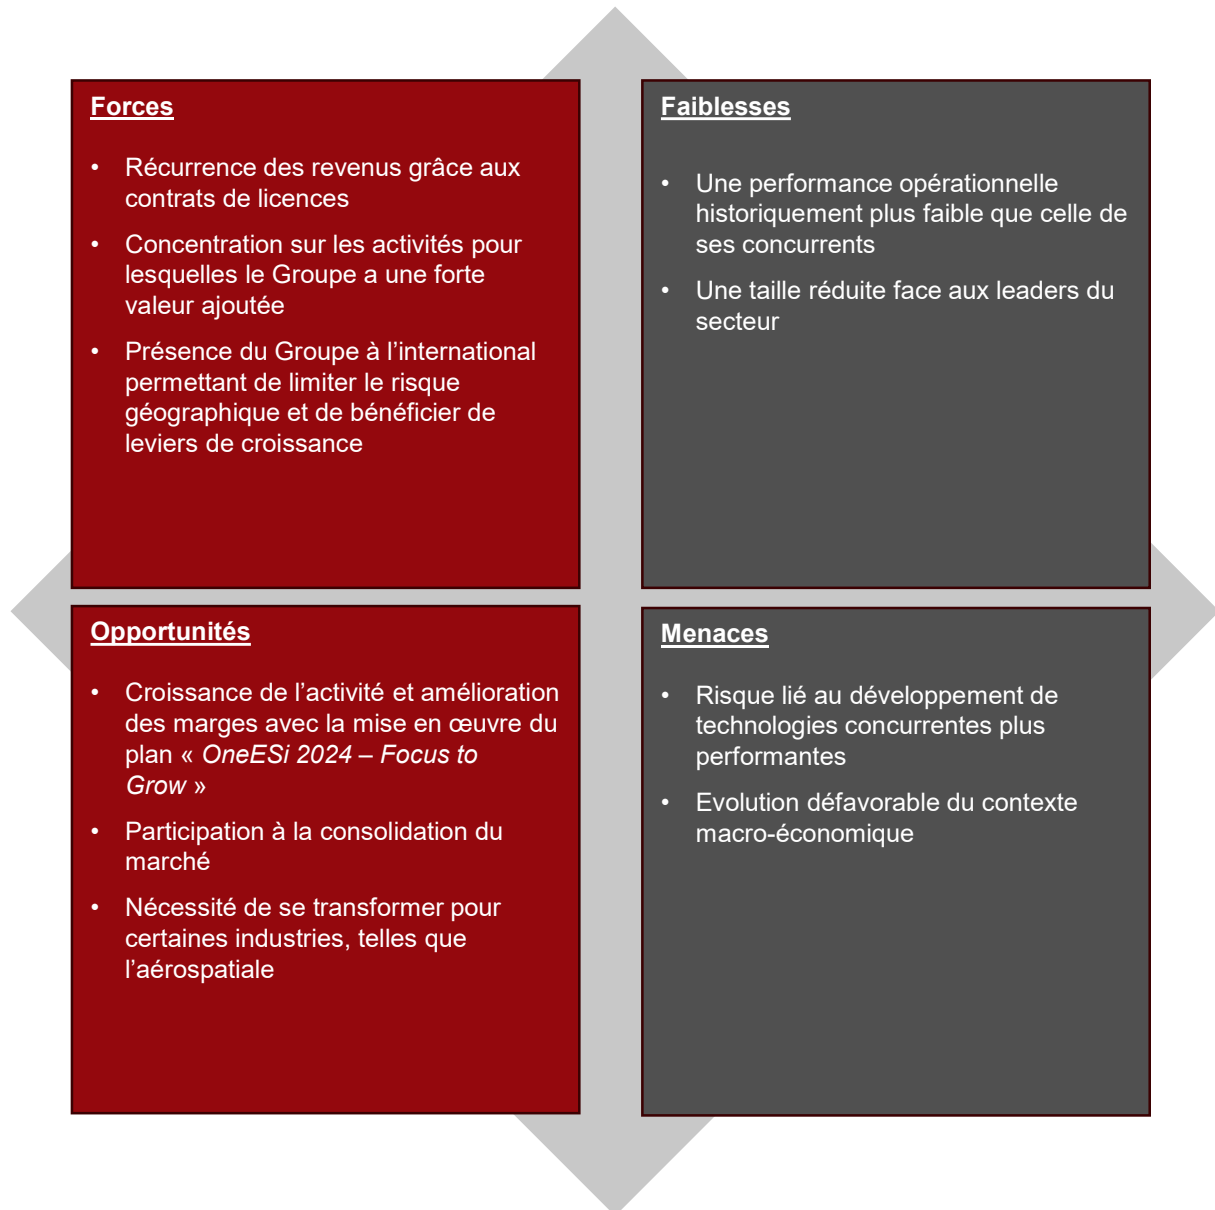 Forces
• Récurrence des revenus grâce aux
contrats de licences
• Concentration sur les activités pour
lesquelles le Groupe a une forte
valeur ajoutée
• Présence du Groupe à l’international
permettant de limiter le risque
géographique et de bénéficier de
leviers de croissance
Faiblesses
• Une performance opérationnelle
historiquement plus faible que celle de
ses concurrents
• Une taille réduite face aux leaders du
secteur
Opportunités
• Croissance de l’activité et amélioration
des marges avec la mise en œuvre du
plan « OneESi 2024 – Focus to
Grow »
• Participation à la consolidation du
marché
• Nécessité de se transformer pour
certaines industries, telles que
l’aérospatiale
Menaces
• Risque lié au développement de
technologies concurrentes plus
performantes
• Evolution défavorable du contexte
macro-économique